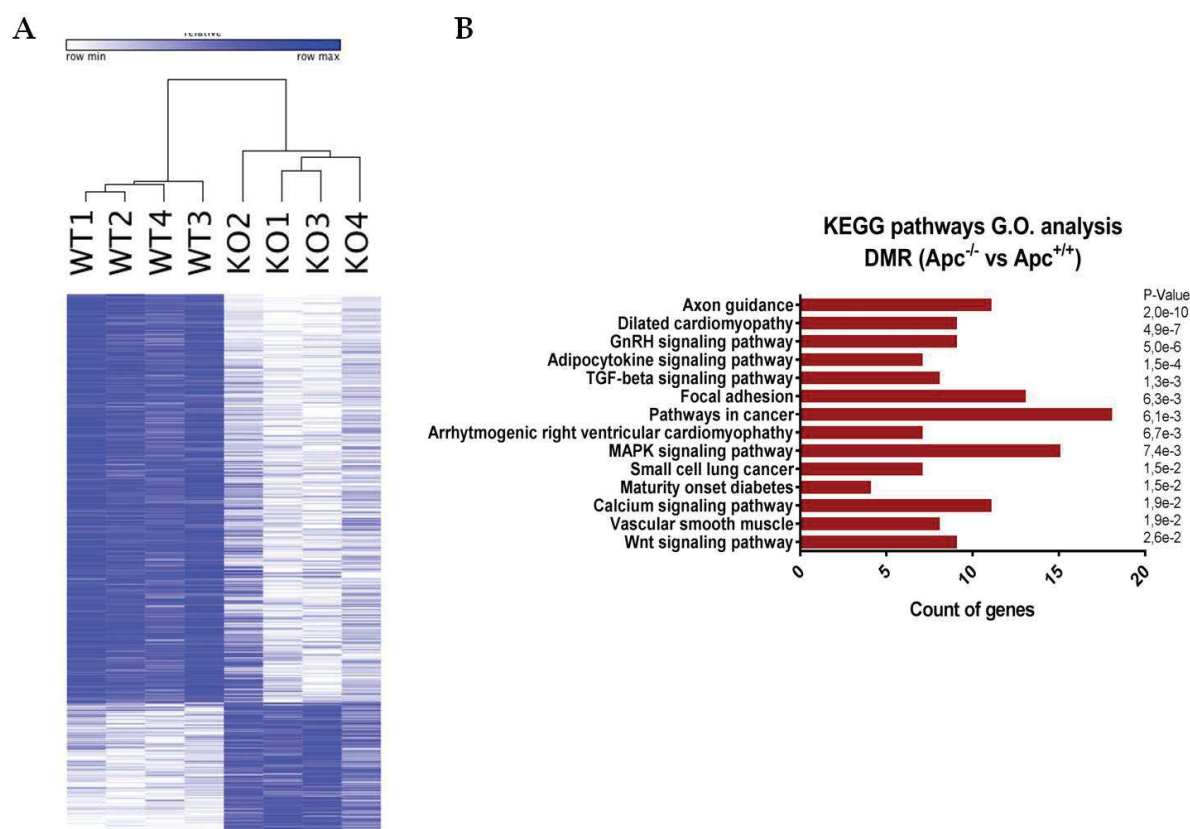 A
relative
row min row max
WT1 WT2 WT4 WT3 KO2 KO1 KO3 KO4
B
KEGG pathways G.O. analysis
DMR (Apc-/- vs Apc+/+)
P-Value
Axon guidance 2,0e-10
Dilated cardiomyopathy 4,9e-7
GnRH signaling pathway 5,0e-6
Adipocytokine signaling pathway 1,5e-4
TGF-beta signaling pathway 1,3e-3
Focal adhesion 6,3e-3
Pathways in cancer 6,1e-3
Arrhytmogenic right ventricular cardiomyophathy 6,7e-3
MAPK signaling pathway 7,4e-3
Small cell lung cancer 1,5e-2
Maturity onset diabetes 1,5e-2
Calcium signaling pathway 1,9e-2
Vascular smooth muscle 1,9e-2
Wnt signaling pathway 2,6e-2
0 5 10 15 20
Count of genes